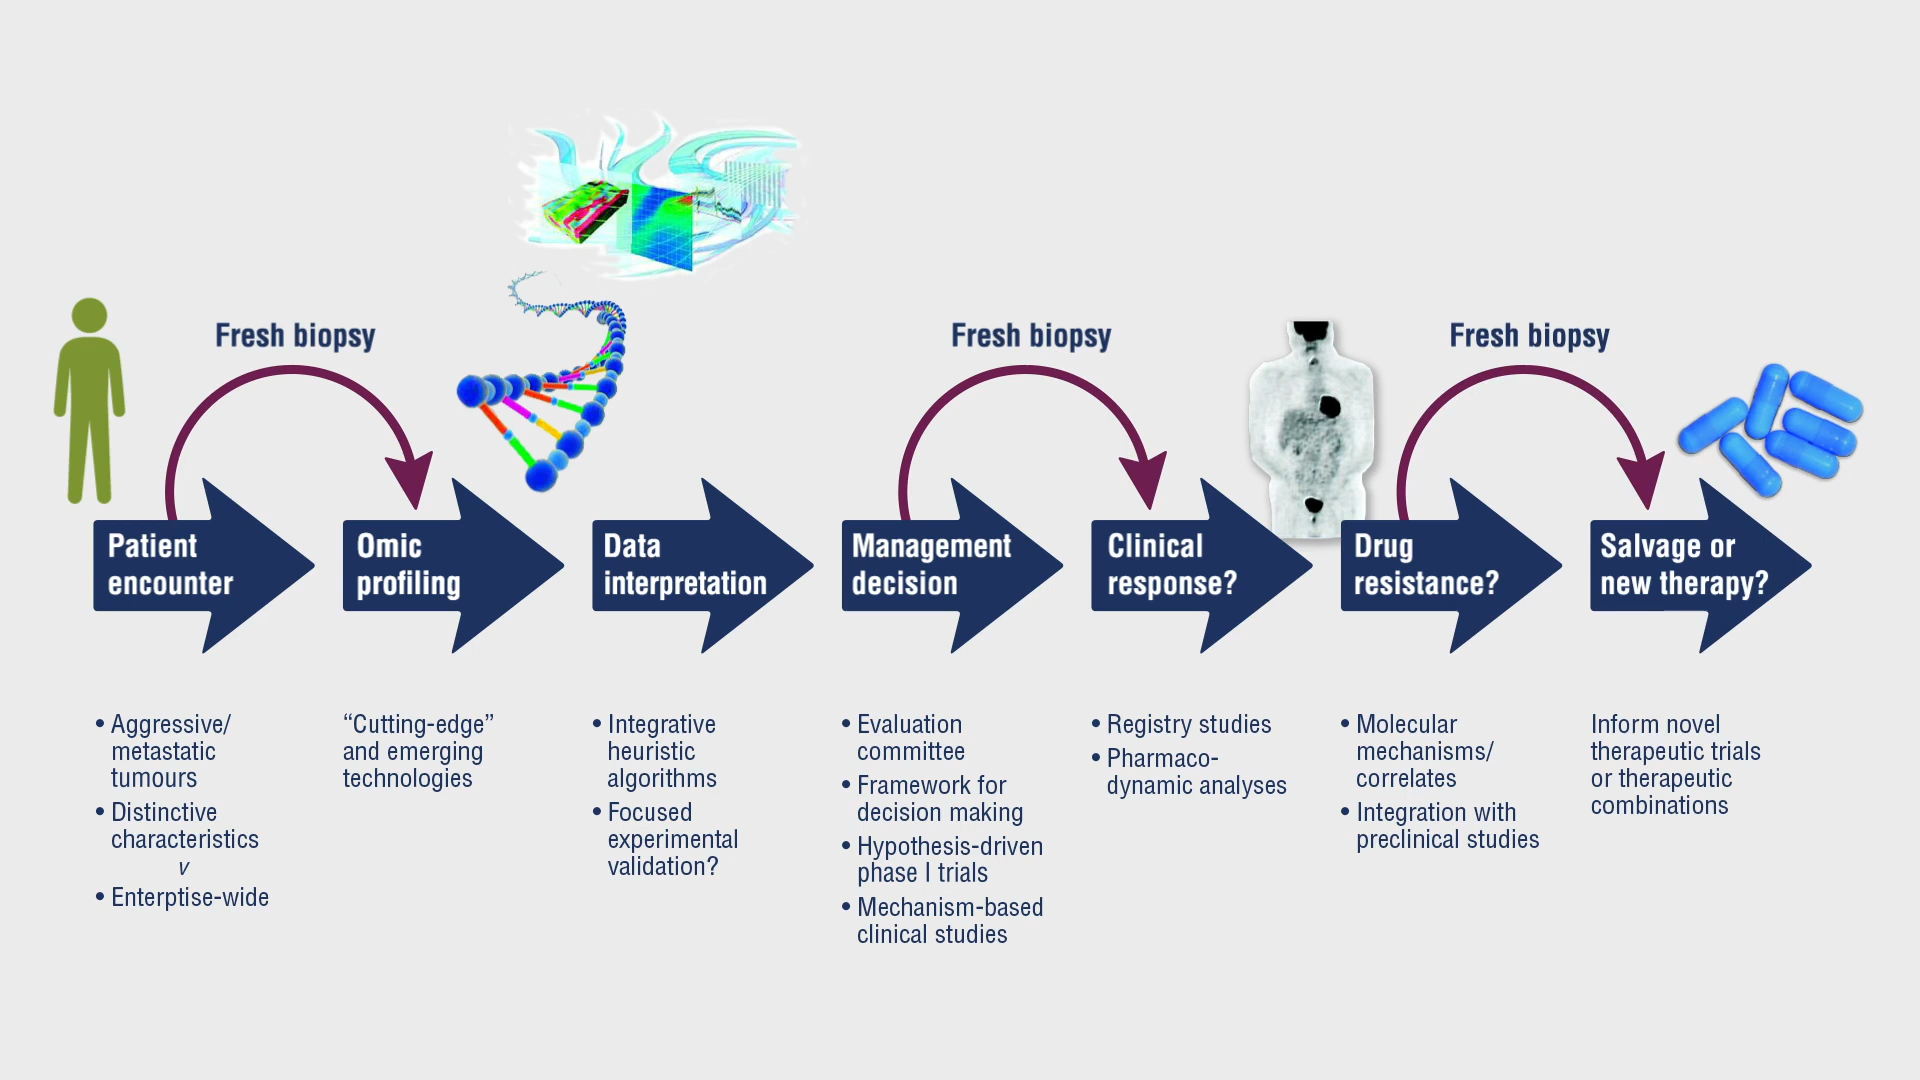 Fresh biopsy
Fresh biopsy
Fresh biopsy
Patient
encounter
Omic
profiling
Data
interpretation
Management
decision
Clinical
response?
Drug
resistance?
Salvage or
new therapy?
• Aggressive/
metastatic
tumours
• Distinctive
characteristics
v
• Enterptise-wide
“Cutting-edge”
and emerging
technologies
• Integrative
heuristic
algorithms
• Focused
experimental
validation?
• Evaluation
committee
• Framework for
decision making
• Hypothesis-driven
phase I trials
• Mechanism-based
clinical studies
• Registry studies
• Pharmaco-
dynamic analyses
• Molecular
mechanisms/
correlates
• Integration with
preclinical studies
Inform novel
therapeutic trials
or therapeutic
combinations